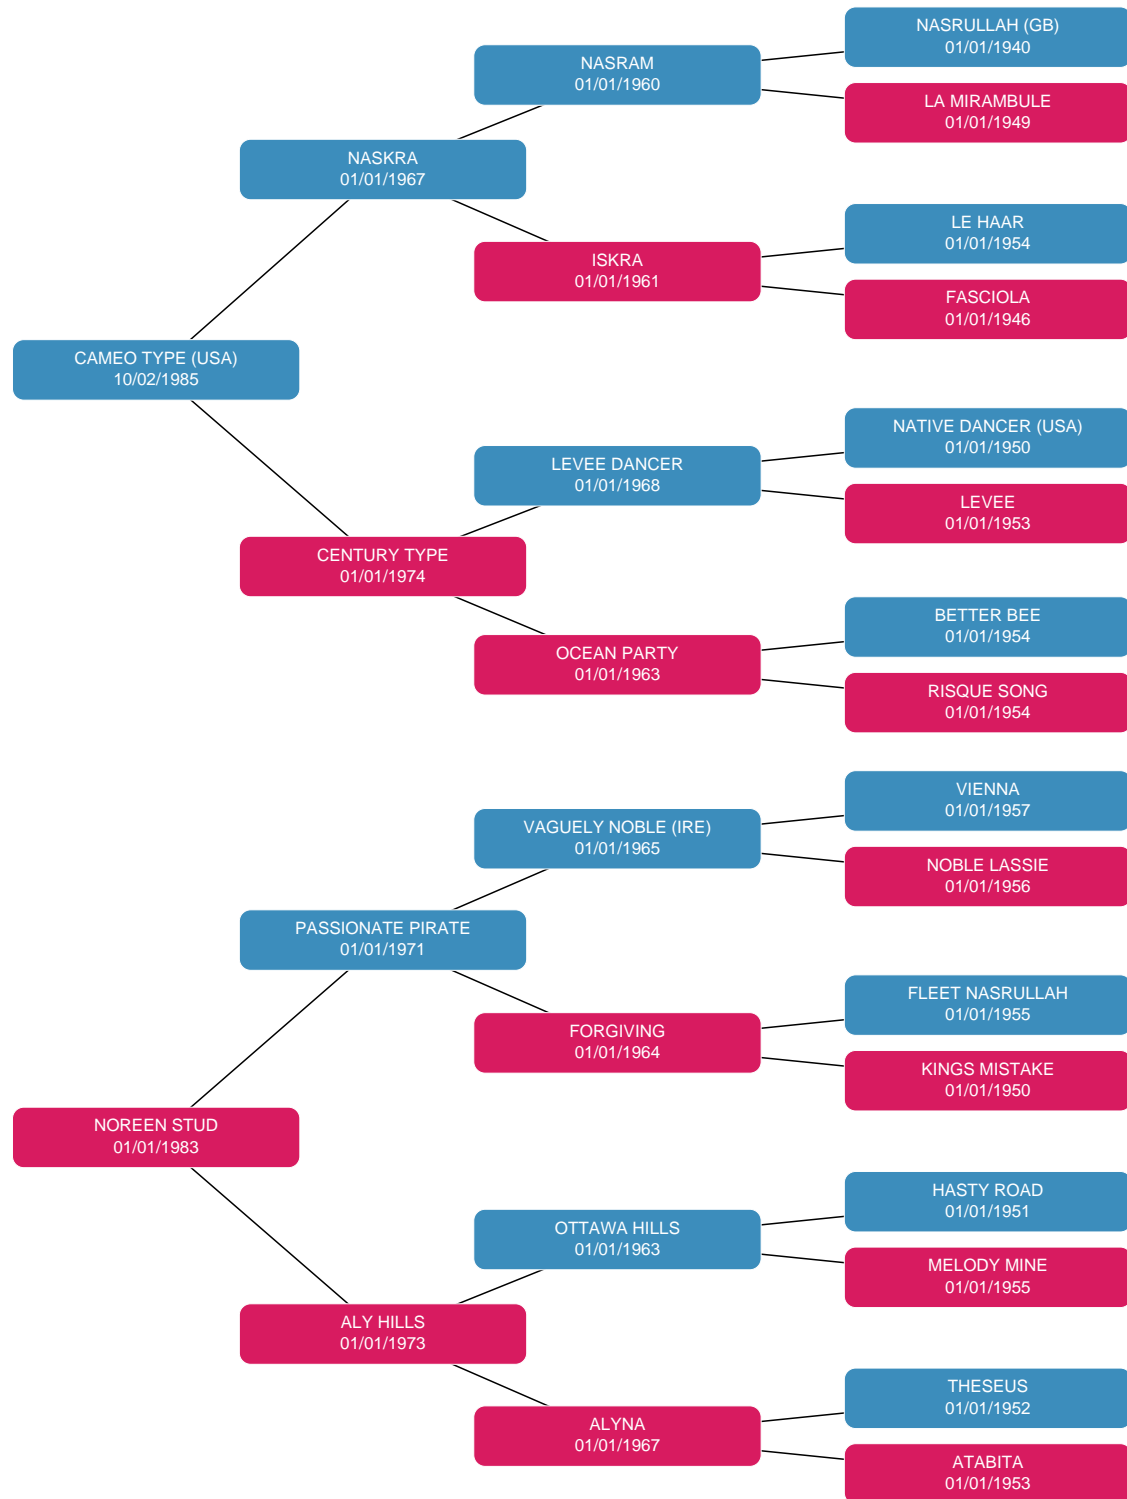 NASRULLAH (GB)
01/01/1940
NASRAM
01/01/1960
LA MIRAMBULE
01/01/1949
NASKRA
01/01/1967
LE HAAR
01/01/1954
ISKRA
01/01/1961
FASCIOLA
01/01/1946
CAMEO TYPE (USA)
10/02/1985
NATIVE DANCER (USA)
01/01/1950
LEVEE DANCER
01/01/1968
LEVEE
01/01/1953
CENTURY TYPE
01/01/1974
BETTER BEE
01/01/1954
OCEAN PARTY
01/01/1963
RISQUE SONG
01/01/1954
VIENNA
01/01/1957
VAGUELY NOBLE (IRE)
01/01/1965
NOBLE LASSIE
01/01/1956
PASSIONATE PIRATE
01/01/1971
FLEET NASRULLAH
01/01/1955
FORGIVING
01/01/1964
KINGS MISTAKE
01/01/1950
NOREEN STUD
01/01/1983
HASTY ROAD
01/01/1951
OTTAWA HILLS
01/01/1963
MELODY MINE
01/01/1955
ALY HILLS
01/01/1973
THESEUS
01/01/1952
ALYNA
01/01/1967
ATABITA
01/01/1953